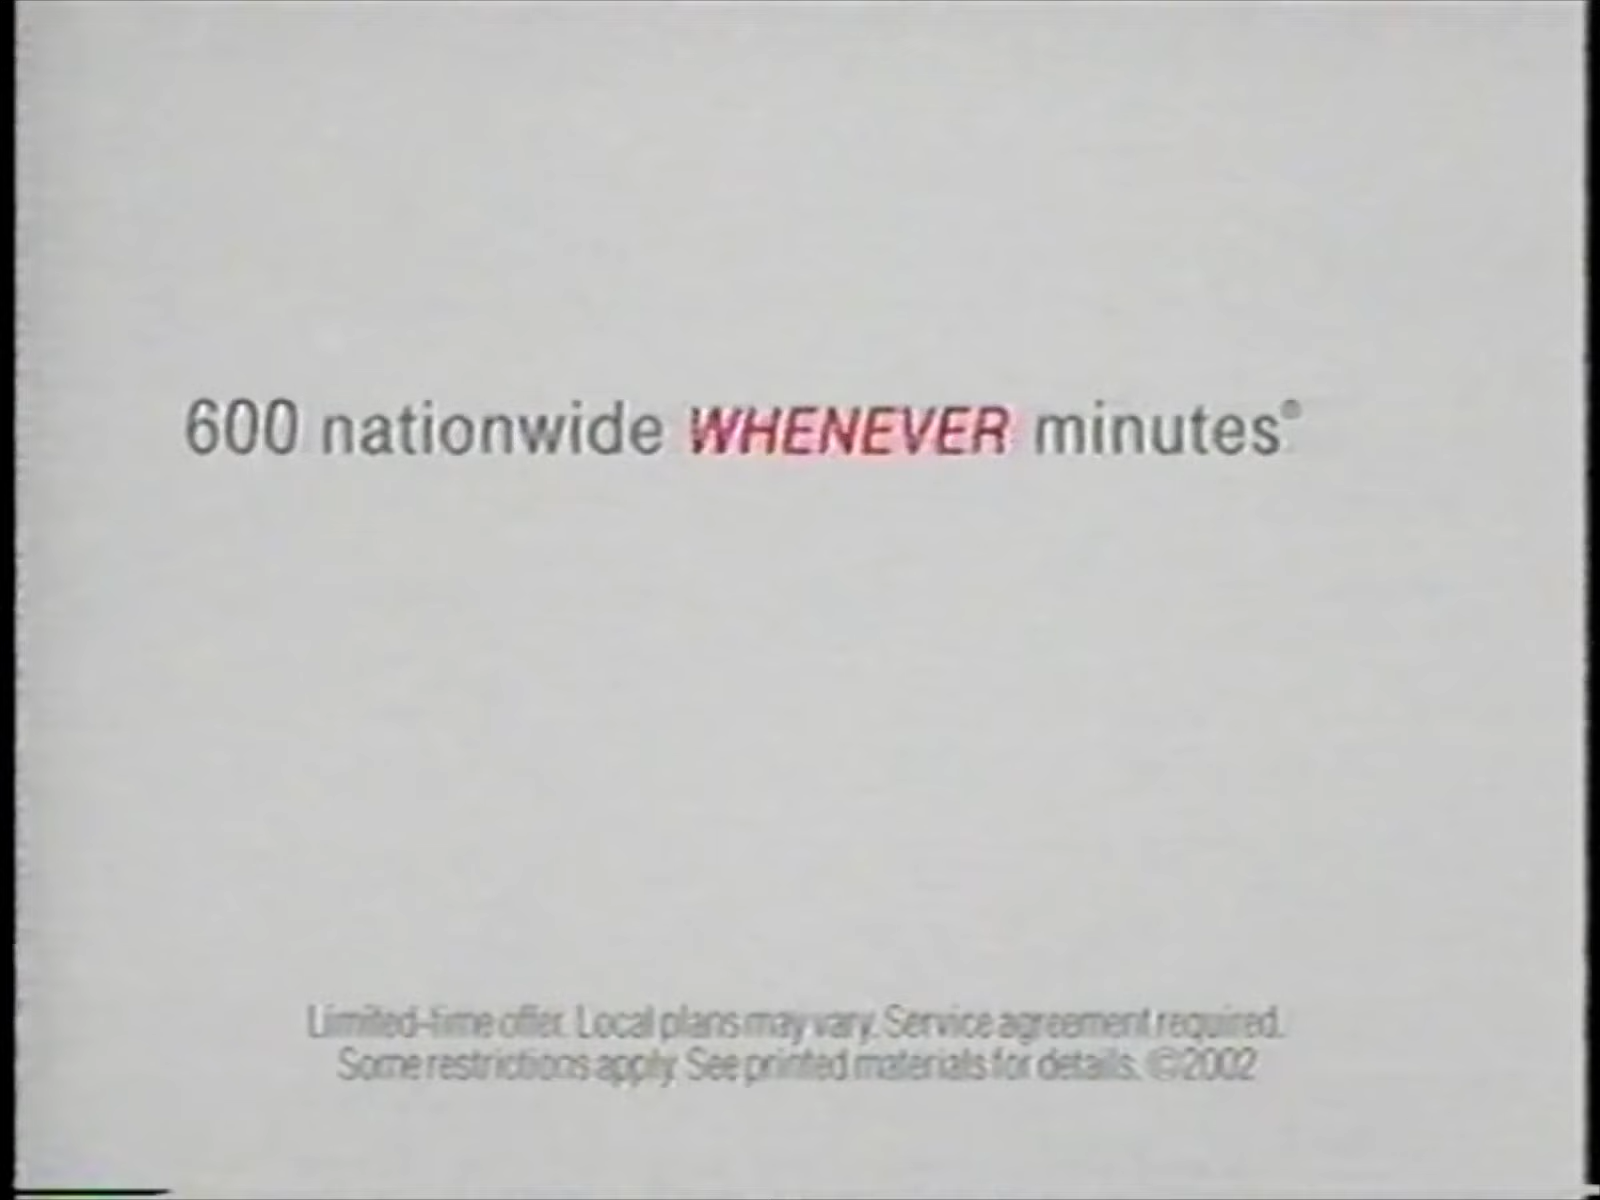 600 nationwide WHENEVER minutes®
Limited-time offer. Local plans may vary. Service agreement required.
Some restrictions apply. See printed materials for details. ©2002